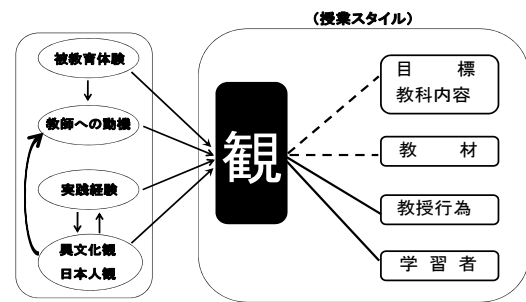 (授業スタイル)
被教育体験
教師への動機
実践経験
異文化観
日本人観
観
目 標
教科内容
教 材
教授行為
学 習 者